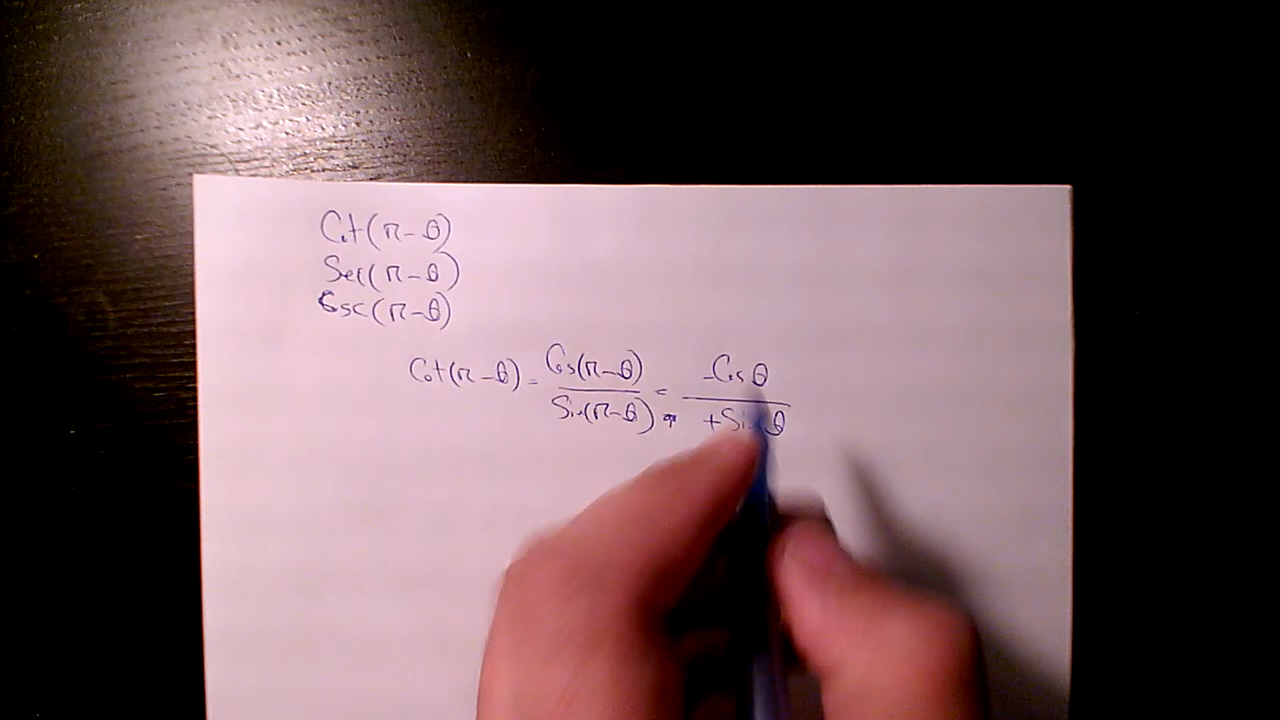 Cot(π-θ)
Sec(π-θ)
Csc(π-θ)
Cot(π-θ) = Cos(π-θ) / Sin(π-θ) = -Cos θ / +Sin θ